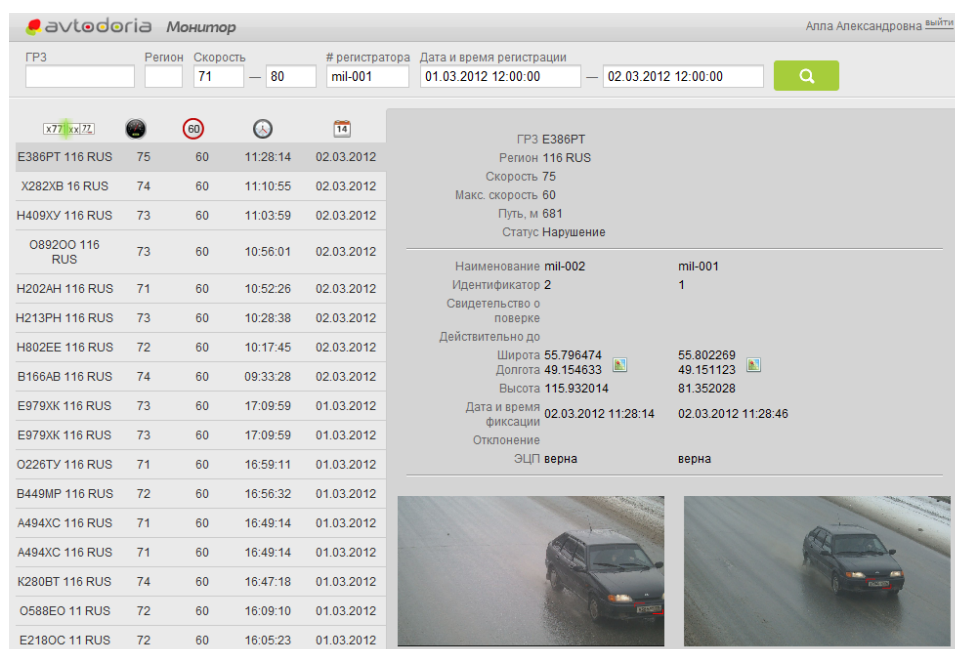 avtodoria Монитор
Алла Александровна выйти
ГРЗ Регион Скорость # регистратора Дата и время регистрации
71 — 80 mil-001 01.03.2012 12:00:00 — 02.03.2012 12:00:00
x777xx 77 60 14
E386PT 116 RUS 75 60 11:28:14 02.03.2012
X282XB 16 RUS 74 60 11:10:55 02.03.2012
H409XУ 116 RUS 73 60 11:03:59 02.03.2012
O892OO 116
RUS 73 60 10:56:01 02.03.2012
H202AH 116 RUS 71 60 10:52:26 02.03.2012
H213PH 116 RUS 73 60 10:28:38 02.03.2012
H802EE 116 RUS 72 60 10:17:45 02.03.2012
B166AB 116 RUS 74 60 09:33:28 02.03.2012
E979XK 116 RUS 73 60 17:09:59 01.03.2012
E979XK 116 RUS 73 60 17:09:59 01.03.2012
O226TУ 116 RUS 71 60 16:59:11 01.03.2012
B449MP 116 RUS 72 60 16:56:32 01.03.2012
A494XC 116 RUS 71 60 16:49:14 01.03.2012
A494XC 116 RUS 71 60 16:49:14 01.03.2012
K280BT 116 RUS 74 60 16:47:18 01.03.2012
O588EO 11 RUS 72 60 16:09:10 01.03.2012
E218OC 11 RUS 72 60 16:05:23 01.03.2012
ГРЗ E386PT
Регион 116 RUS
Скорость 75
Макс. скорость 60
Путь, м 681
Статус Нарушение
Наименование mil-002 mil-001
Идентификатор 2 1
Свидетельство о
поверке
Действительно до
Широта 55.796474 55.802269
Долгота 49.154633 49.151123
Высота 115.932014 81.352028
Дата и время
фиксации 02.03.2012 11:28:14 02.03.2012 11:28:46
Отклонение
ЭЦП верна верна